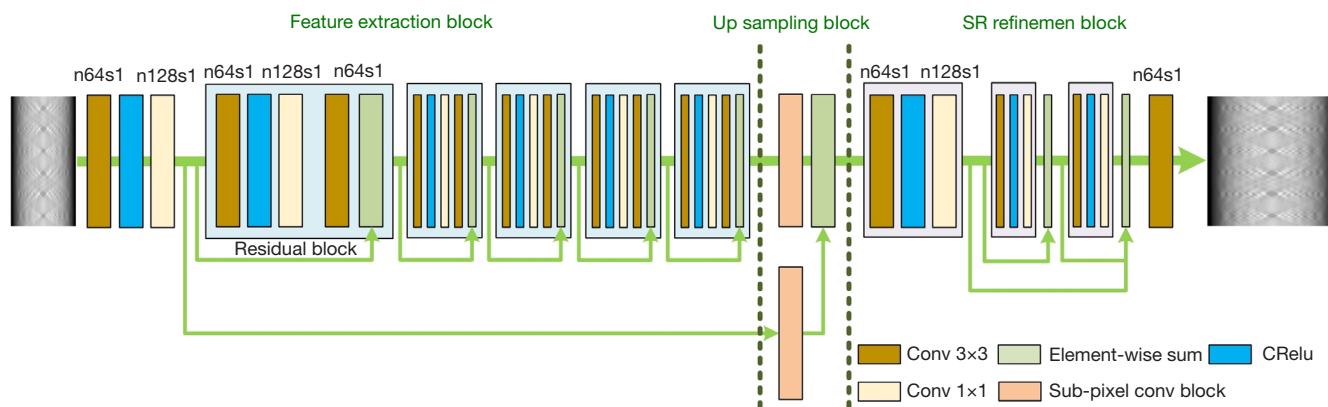 Feature extraction block
Up sampling block
SR refinemen block
n64s1
n128s1
n64s1
n128s1
n64s1
n64s1
n128s1
n64s1
Residual block
Conv 3×3
Element-wise sum
CRelu
Conv 1×1
Sub-pixel conv block